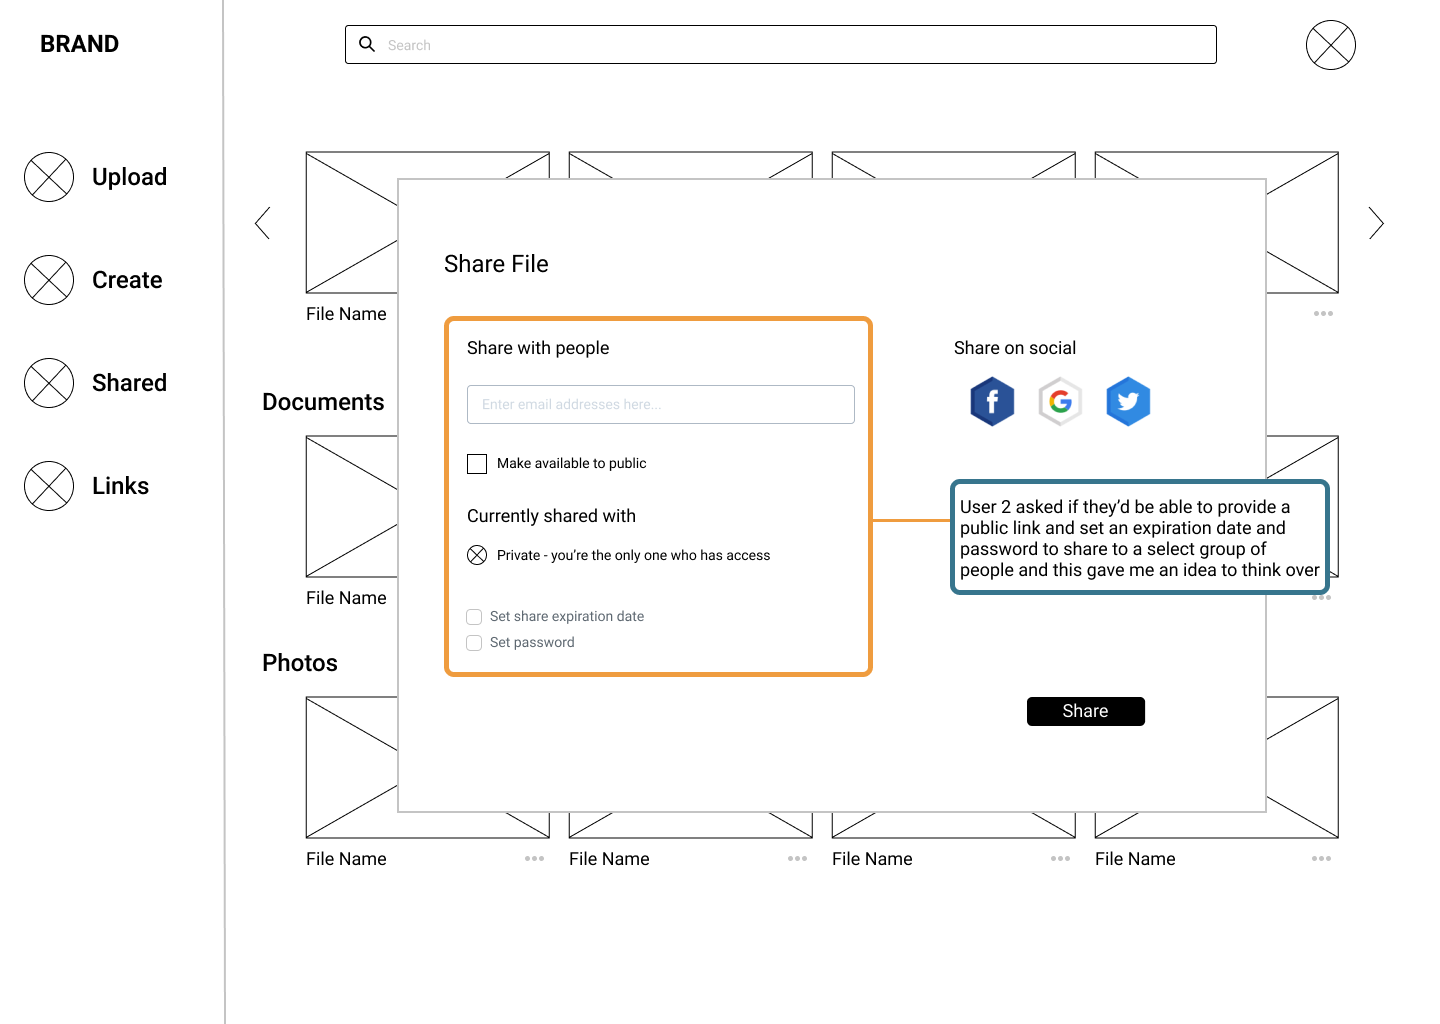 BRAND
Search
Upload
Create
Shared
Links
File Name
Documents
File Name
Photos
File Name
File Name
File Name
File Name
Share File
Share with people
Enter email addresses here...
Make available to public
Currently shared with
Private - you're the only one who has access
Set share expiration date
Set password
Share on social
f
G
User 2 asked if they'd be able to provide a
public link and set an expiration date and
password to share to a select group of
people and this gave me an idea to think over
Share